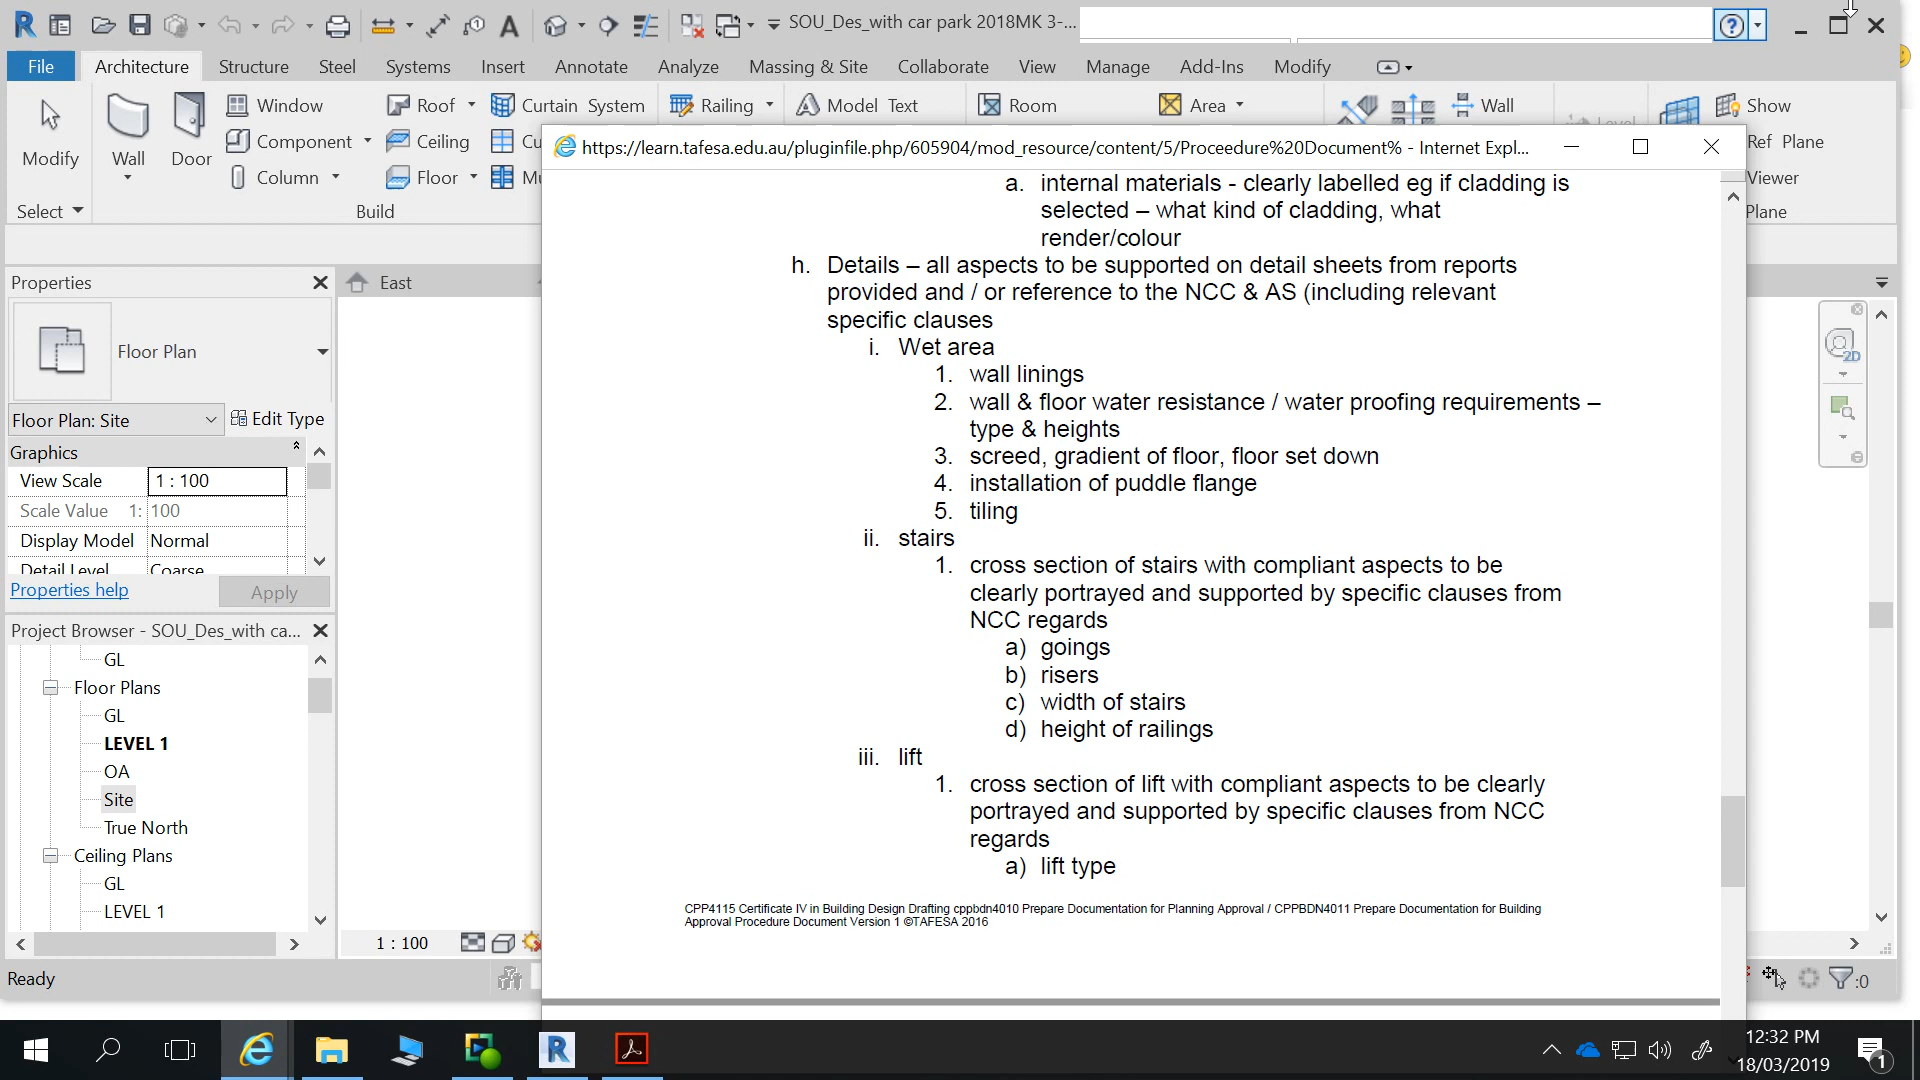 SOU_Des_with car park 2018MK 3-...
File Architecture Structure Steel Systems Insert Annotate Analyze Massing & Site Collaborate View Manage Add-Ins Modify
Modify
Wall
Door
Window
Component
Column
Roof
Ceiling
Floor
Curtain System
Cu
Mu
Railing
Model Text
Room
Area
Wall
Level
Show
Ref Plane
Viewer
Plane
Select
Build
https://learn.tafesa.edu.au/pluginfile.php/605904/mod_resource/content/5/Proceedure%20Document% - Internet Expl...
Properties
East
Floor Plan
Floor Plan: Site
Edit Type
Graphics
View Scale 1 : 100
Scale Value 1: 100
Display Model Normal
Detail Level Coarse
Properties help
Apply
Project Browser - SOU_Des_with ca...
GL
Floor Plans
GL
LEVEL 1
OA
Site
True North
Ceiling Plans
GL
LEVEL 1
a. internal materials - clearly labelled eg if cladding is
selected – what kind of cladding, what
render/colour
h. Details – all aspects to be supported on detail sheets from reports
provided and / or reference to the NCC & AS (including relevant
specific clauses
i. Wet area
1. wall linings
2. wall & floor water resistance / water proofing requirements –
type & heights
3. screed, gradient of floor, floor set down
4. installation of puddle flange
5. tiling
ii. stairs
1. cross section of stairs with compliant aspects to be
clearly portrayed and supported by specific clauses from
NCC regards
a) goings
b) risers
c) width of stairs
d) height of railings
iii. lift
1. cross section of lift with compliant aspects to be clearly
portrayed and supported by specific clauses from NCC
regards
a) lift type
CPP4115 Certificate IV in Building Design Drafting cppbdn4010 Prepare Documentation for Planning Approval / CPPBDN4011 Prepare Documentation for Building
Approval Procedure Document Version 1 ©TAFESA 2016
2D
1 : 100
Ready
:0
12:32 PM
18/03/2019
1